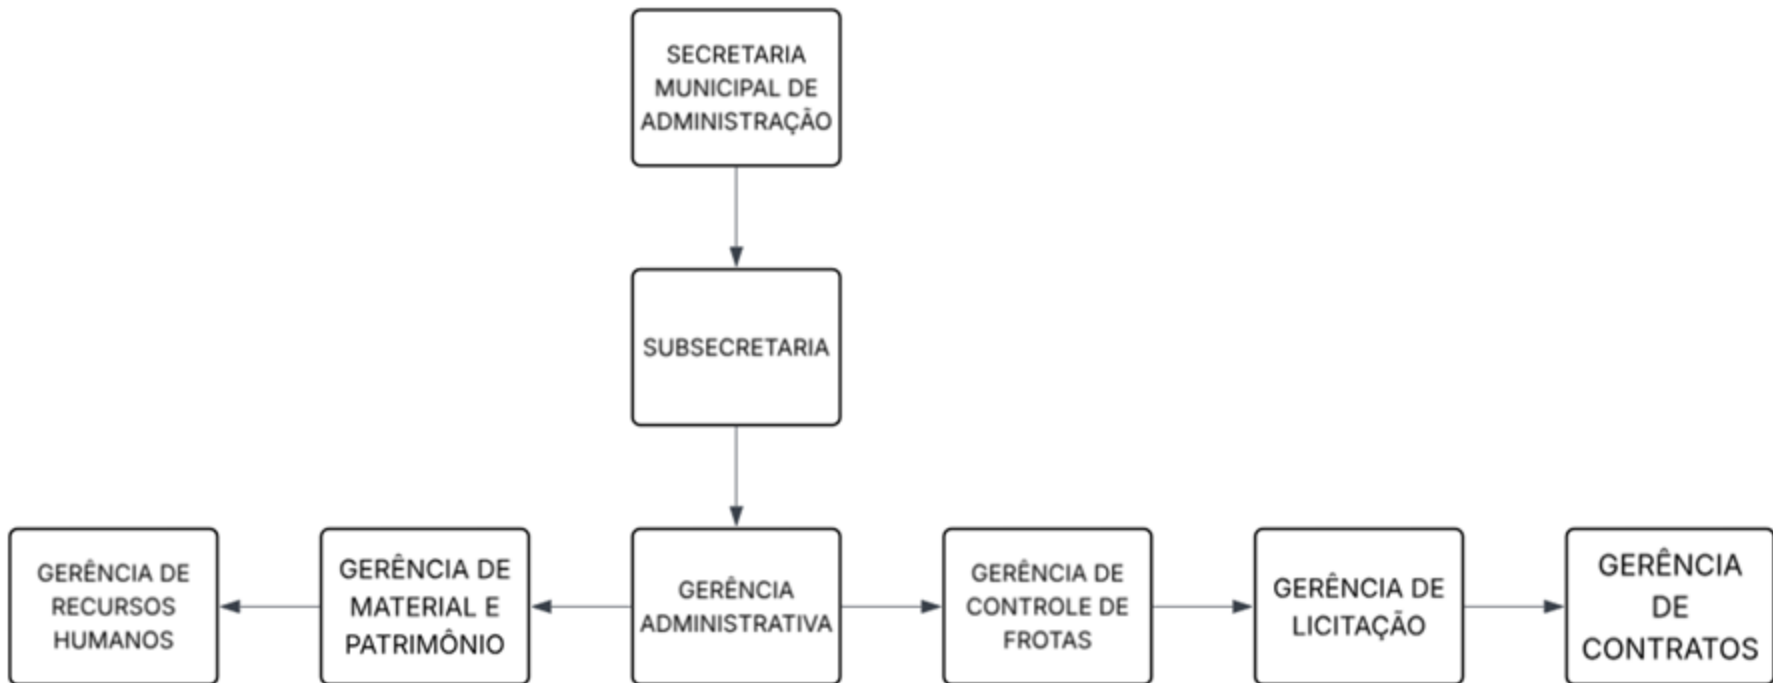 SECRETARIA
MUNICIPAL DE
ADMINISTRAÇÃO
SUBSECRETARIA
GERÊNCIA DE
RECURSOS
HUMANOS
GERÊNCIA DE
MATERIAL E
PATRIMÔNIO
GERÊNCIA
ADMINISTRATIVA
GERÊNCIA DE
CONTROLE DE
FROTAS
GERÊNCIA DE
LICITAÇÃO
GERÊNCIA
DE
CONTRATOS